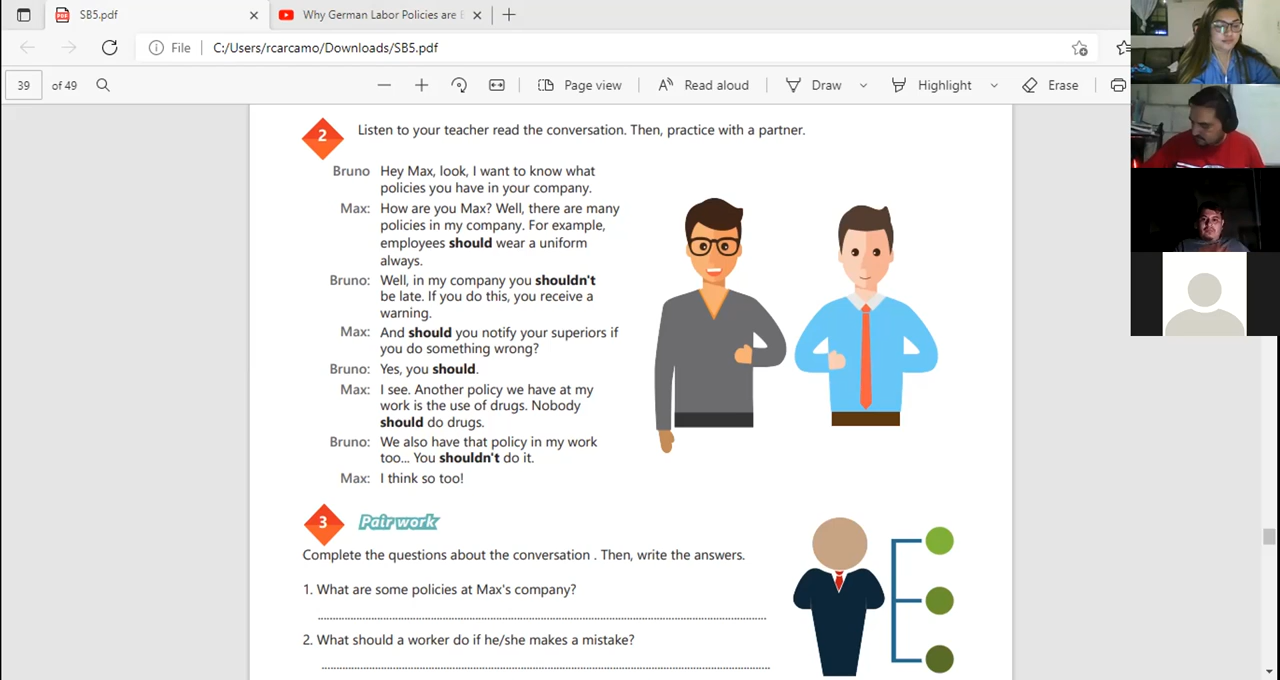 SB5.pdf
Why German Labor Policies are
File
C:/Users/rcarcamo/Downloads/SB5.pdf
39 of 49
Page view
Read aloud
Draw
Highlight
Erase
2
Listen to your teacher read the conversation. Then, practice with a partner.
Bruno Hey Max, look, I want to know what
policies you have in your company.
Max: How are you Max? Well, there are many
policies in my company. For example,
employees should wear a uniform
always.
Bruno: Well, in my company you shouldn't
be late. If you do this, you receive a
warning.
Max: And should you notify your superiors if
you do something wrong?
Bruno: Yes, you should.
Max: I see. Another policy we have at my
work is the use of drugs. Nobody
should do drugs.
Bruno: We also have that policy in my work
too... You shouldn't do it.
Max: I think so too!
3 Pair work
Complete the questions about the conversation . Then, write the answers.
1. What are some policies at Max's company?
2. What should a worker do if he/she makes a mistake?